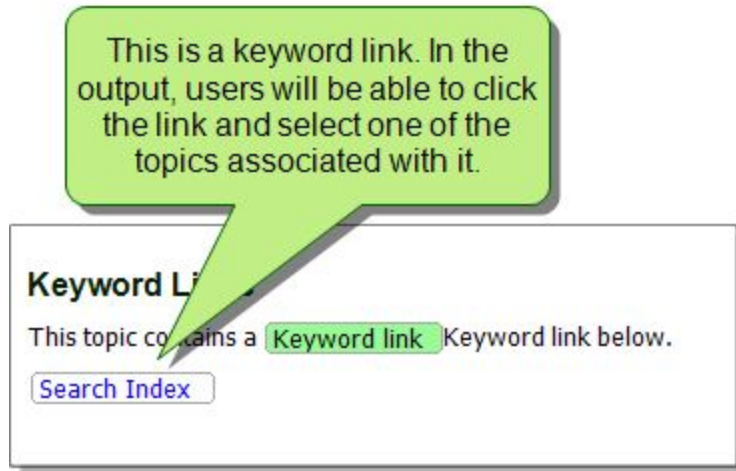 This is a keyword link. In the
output, users will be able to click
the link and select one of the
topics associated with it.
Keyword
This topic contains a Keyword link Keyword link below.
Search Index